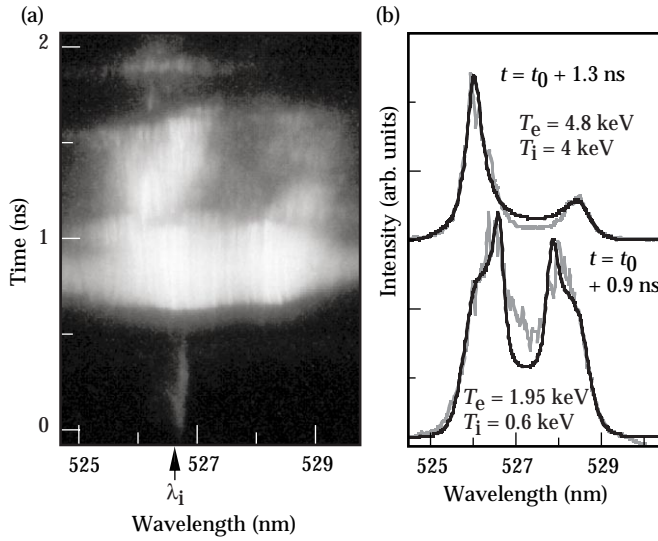 (a)
2
1
0
Time (ns)
525
527
529
λi
Wavelength (nm)
(b)
t = t0 + 1.3 ns
Te = 4.8 keV
Ti = 4 keV
t = t0
+ 0.9 ns
Te = 1.95 keV
Ti = 0.6 keV
Intensity (arb. units)
525
527
529
Wavelength (nm)